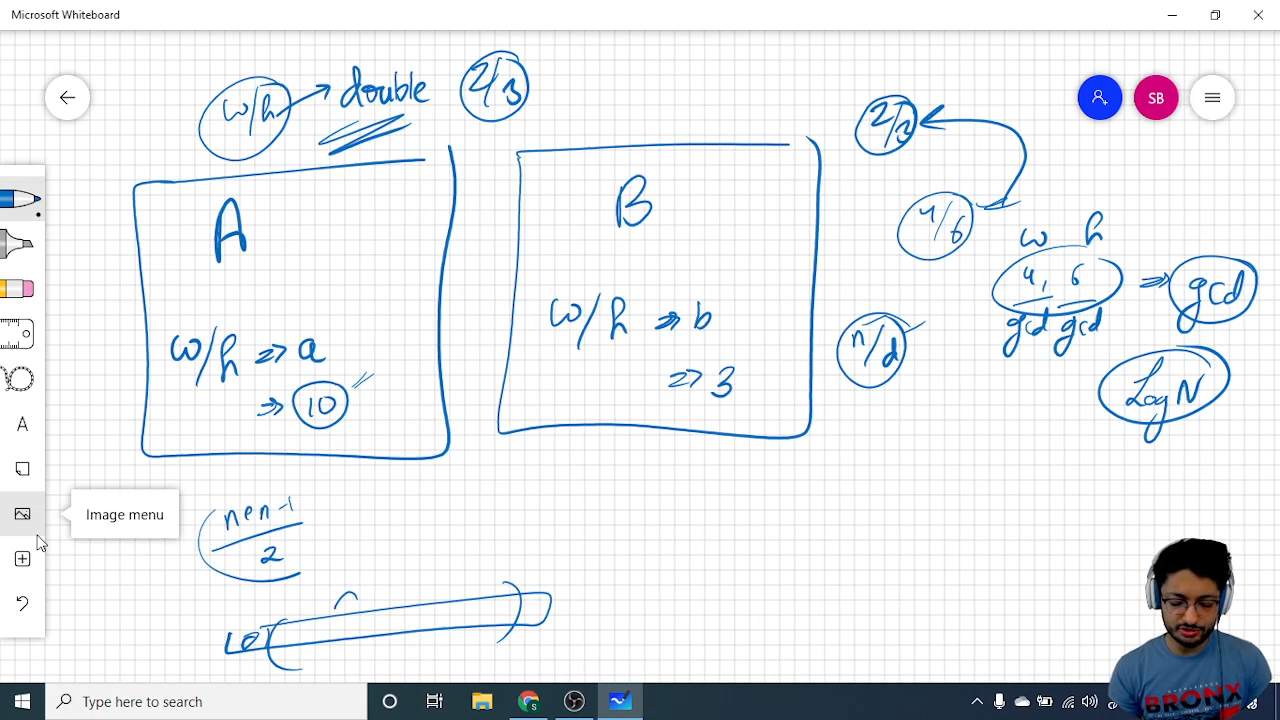 Microsoft Whiteboard
w/h → double
2/3
A
w/h => a
=> 10
B
w/h => b
=> 3
2/3
4/6
w h
4, 6 => gcd
gcd gcd
n/d
Log N
SB
Image menu
n * n-1
2
Type here to search
BRONX